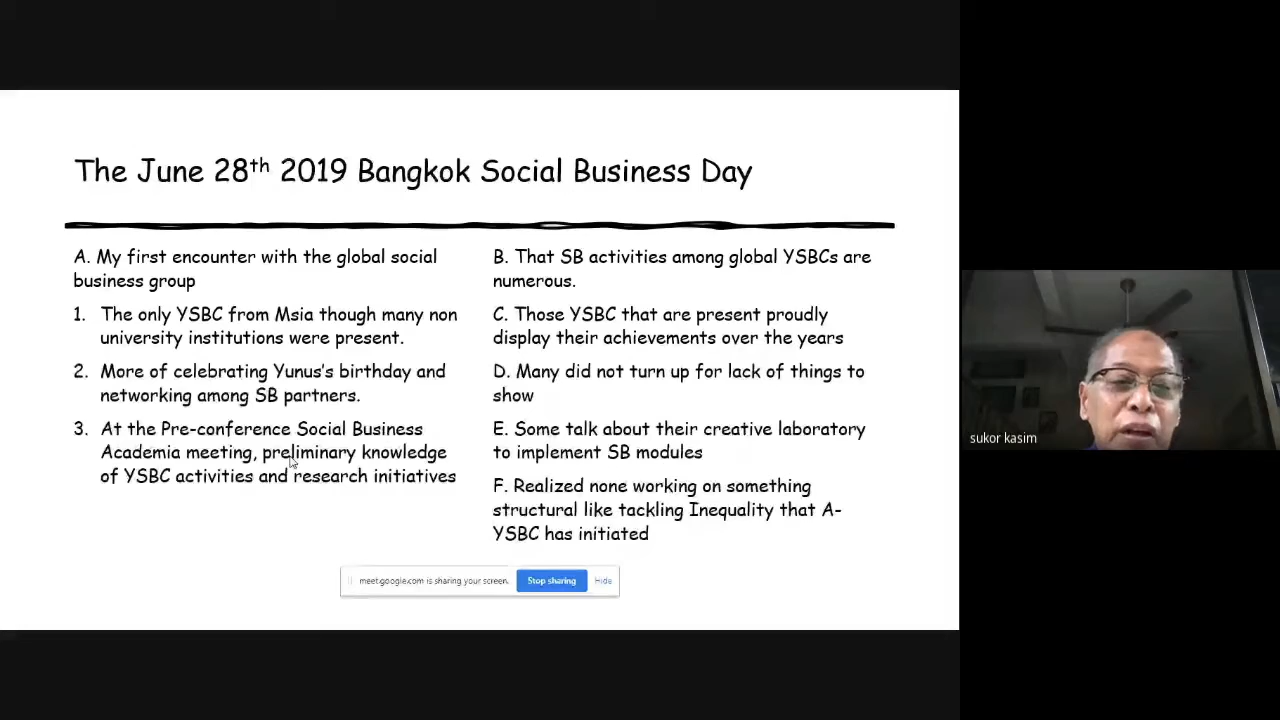 The June 28th 2019 Bangkok Social Business Day
A. My first encounter with the global social
business group
1. The only YSBC from Msia though many non
university institutions were present.
2. More of celebrating Yunus's birthday and
networking among SB partners.
3. At the Pre-conference Social Business
Academia meeting, preliminary knowledge
of YSBC activities and research initiatives
B. That SB activities among global YSBCs are
numerous.
C. Those YSBC that are present proudly
display their achievements over the years
D. Many did not turn up for lack of things to
show
E. Some talk about their creative laboratory
to implement SB modules
F. Realized none working on something
structural like tackling Inequality that A-
YSBC has initiated
meet.google.com is sharing your screen.
Stop sharing
Hide
sukor kasim